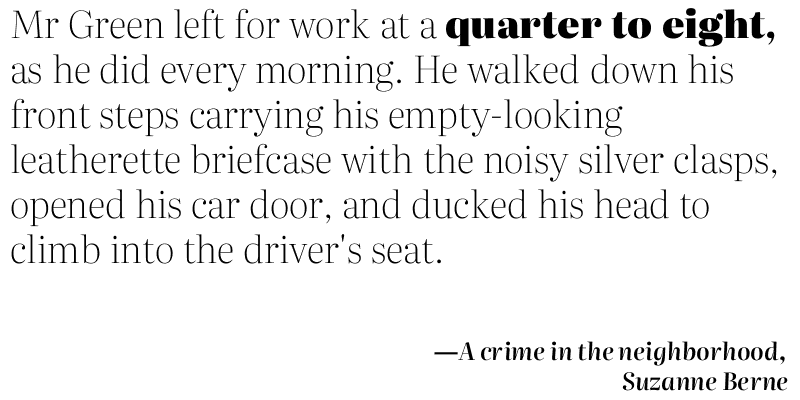 Mr Green left for work at a quarter to eight,
as he did every morning. He walked down his
front steps carrying his empty-looking
leatherette briefcase with the noisy silver clasps,
opened his car door, and ducked his head to
climb into the driver's seat.
—A crime in the neighborhood,
Suzanne Berne